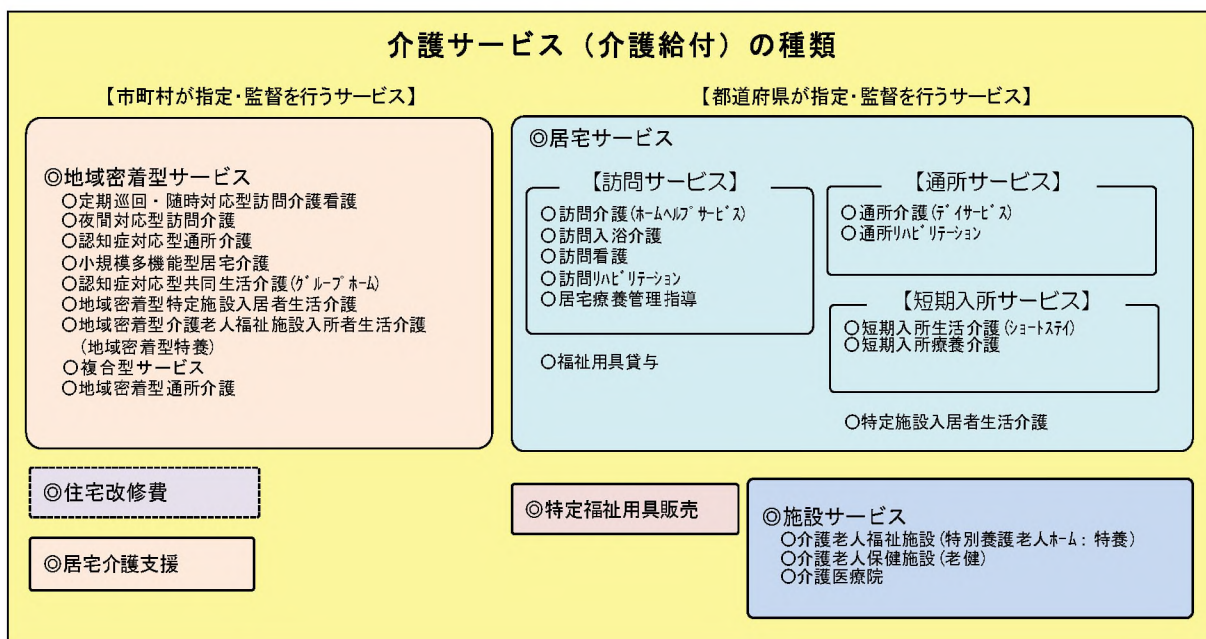 介護サービス（介護給付）の種類
【市町村が指定・監督を行うサービス】
◎地域密着型サービス
○定期巡回・随時対応型訪問介護看護
○夜間対応型訪問介護
○認知症対応型通所介護
○小規模多機能型居宅介護
○認知症対応型共同生活介護(ｸﾞﾙｰﾌﾟﾎｰﾑ)
○地域密着型特定施設入居者生活介護
○地域密着型介護老人福祉施設入所者生活介護
(地域密着型特養)
○複合型サービス
○地域密着型通所介護
◎住宅改修費
◎居宅介護支援
【都道府県が指定・監督を行うサービス】
◎居宅サービス
【訪問サービス】
○訪問介護(ﾎｰﾑﾍﾙﾌﾟｻｰﾋﾞｽ)
○訪問入浴介護
○訪問看護
○訪問ﾘﾊﾋﾞﾘﾃｰｼｮﾝ
○居宅療養管理指導
○福祉用具貸与
【通所サービス】
○通所介護(ﾃﾞｲｻｰﾋﾞｽ)
○通所ﾘﾊﾋﾞﾘﾃｰｼｮﾝ
【短期入所サービス】
○短期入所生活介護(ｼｮｰﾄｽﾃｲ)
○短期入所療養介護
○特定施設入居者生活介護
◎特定福祉用具販売
◎施設サービス
○介護老人福祉施設(特別養護老人ﾎｰﾑ：特養)
○介護老人保健施設(老健)
○介護医療院